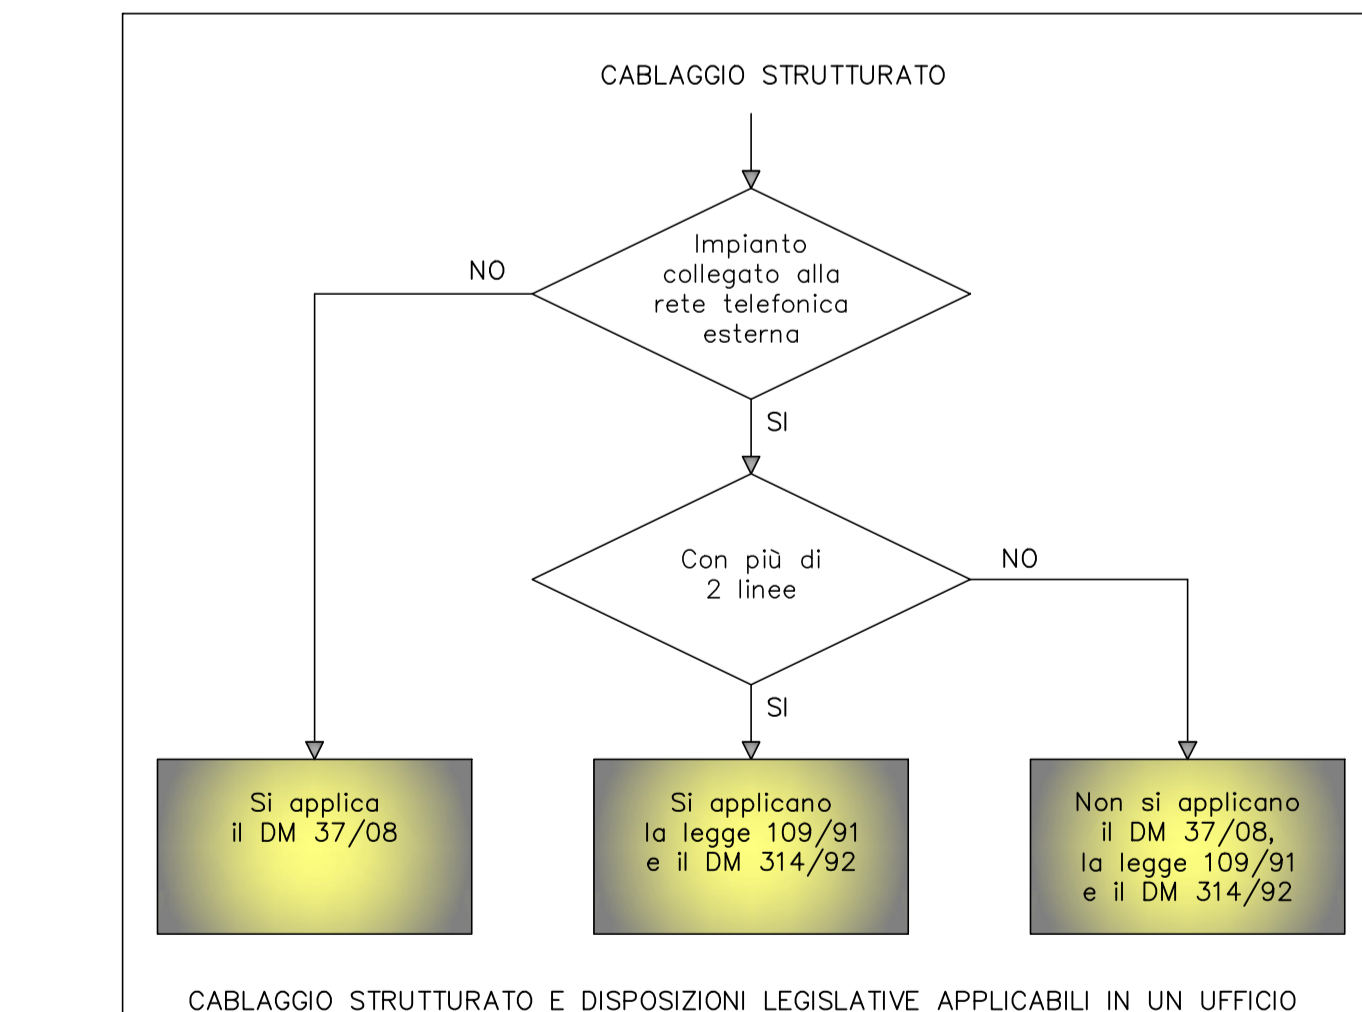 CABLAGGIO STRUTTURATO
Impianto
collegato alla
rete telefonica
esterna
NO
SI
Con più di
2 linee
NO
SI
Si applica
il DM 37/08
Si applicano
la legge 109/91
e il DM 314/92
Non si applicano
il DM 37/08,
la legge 109/91
e il DM 314/92
CABLAGGIO STRUTTURATO E DISPOSIZIONI LEGISLATIVE APPLICABILI IN UN UFFICIO